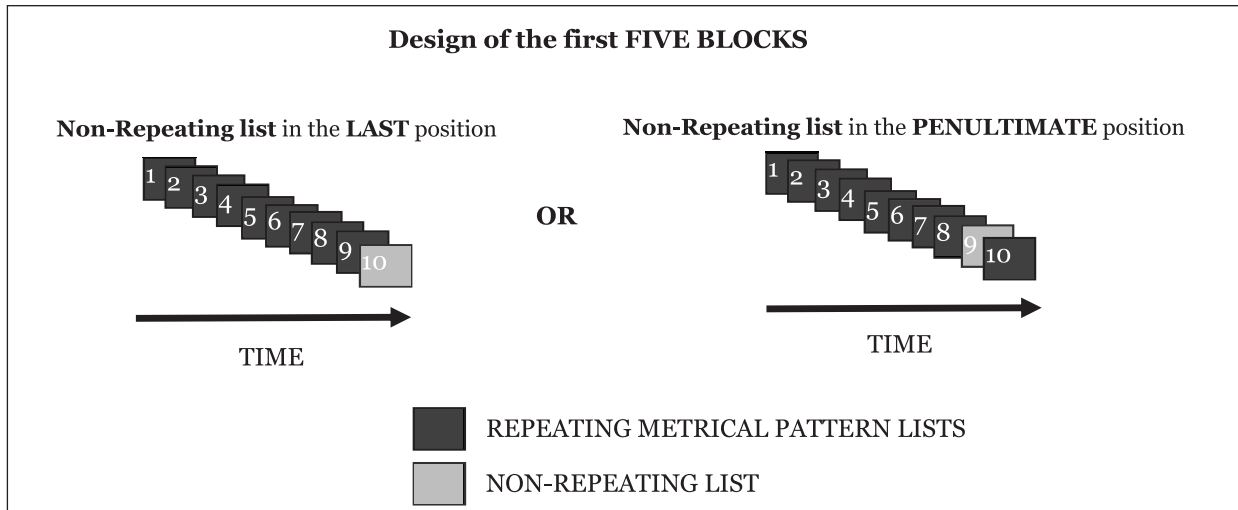 Design of the first FIVE BLOCKS
Non-Repeating list in the LAST position
1
2
3
4
5
6
7
8
9
10
TIME
OR
Non-Repeating list in the PENULTIMATE position
1
2
3
4
5
6
7
8
9
10
TIME
REPEATING METRICAL PATTERN LISTS
NON-REPEATING LIST